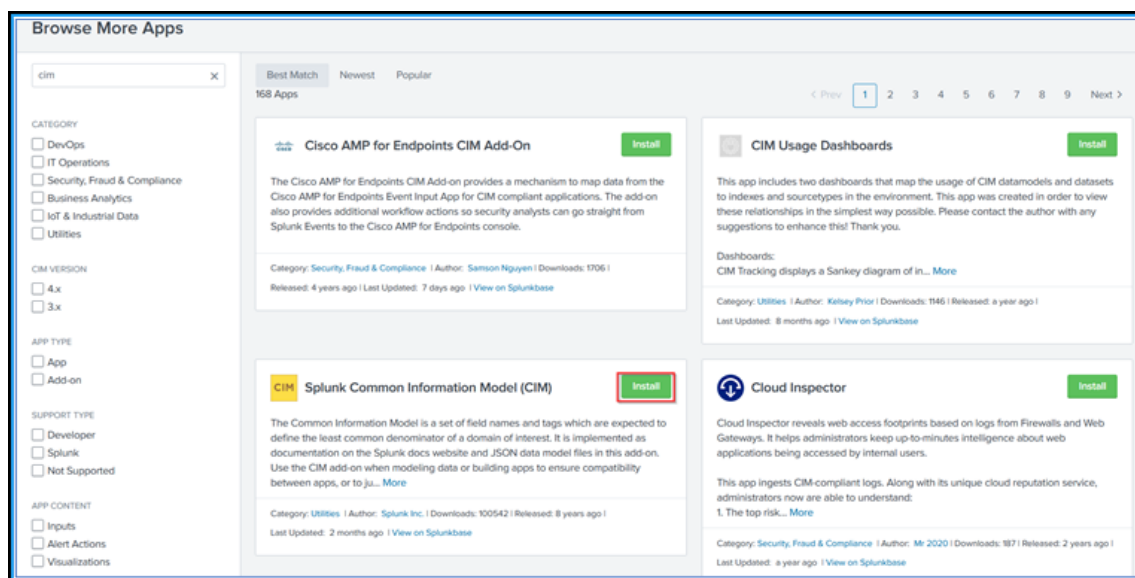 Browse More Apps
cim
×
CATEGORY
DevOps
IT Operations
Security, Fraud & Compliance
Business Analytics
IoT & Industrial Data
Utilities
CIM VERSION
4.x
3.x
APP TYPE
App
Add-on
SUPPORT TYPE
Developer
Splunk
Not Supported
APP CONTENT
Inputs
Alert Actions
Visualizations
Best Match Newest Popular
168 Apps
< Prev 1 2 3 4 5 6 7 8 9 Next >
CISCO
Cisco AMP for Endpoints CIM Add-On
Install
The Cisco AMP for Endpoints CIM Add-on provides a mechanism to map data from the
Cisco AMP for Endpoints Event Input App for CIM compliant applications. The add-on
also provides additional workflow actions so security analysts can go straight from
Splunk Events to the Cisco AMP for Endpoints console.
Category: Security, Fraud & Compliance | Author: Samson Nguyen | Downloads: 1706 |
Released: 4 years ago | Last Updated: 7 days ago | View on Splunkbase
CIM Usage Dashboards
Install
This app includes two dashboards that map the usage of CIM datamodels and datasets
to indexes and sourcetypes in the environment. This app was created in order to view
these relationships in the simplest way possible. Please contact the author with any
suggestions to enhance this! Thank you.
Dashboards:
CIM Tracking displays a Sankey diagram of in... More
Category: Utilities | Author: Kelsey Prior | Downloads: 1146 | Released: a year ago |
Last Updated: 8 months ago | View on Splunkbase
CIM
Splunk Common Information Model (CIM)
Install
The Common Information Model is a set of field names and tags which are expected to
define the least common denominator of a domain of interest. It is implemented as
documentation on the Splunk docs website and JSON data model files in this add-on.
Use the CIM add-on when modeling data or building apps to ensure compatibility
between apps, or to ju... More
Category: Utilities | Author: Splunk Inc. | Downloads: 100542 | Released: 8 years ago |
Last Updated: 2 months ago | View on Splunkbase
Cloud Inspector
Install
Cloud Inspector reveals web access footprints based on logs from Firewalls and Web
Gateways. It helps administrators keep up-to-minutes intelligence about web
applications being accessed by internal users.
This app ingests CIM-compliant logs. Along with its unique cloud reputation service,
administrators now are able to understand:
1. The top risk... More
Category: Security, Fraud & Compliance | Author: Mr 2020 | Downloads: 187 | Released: 2 years ago |
Last Updated: a year ago | View on Splunkbase